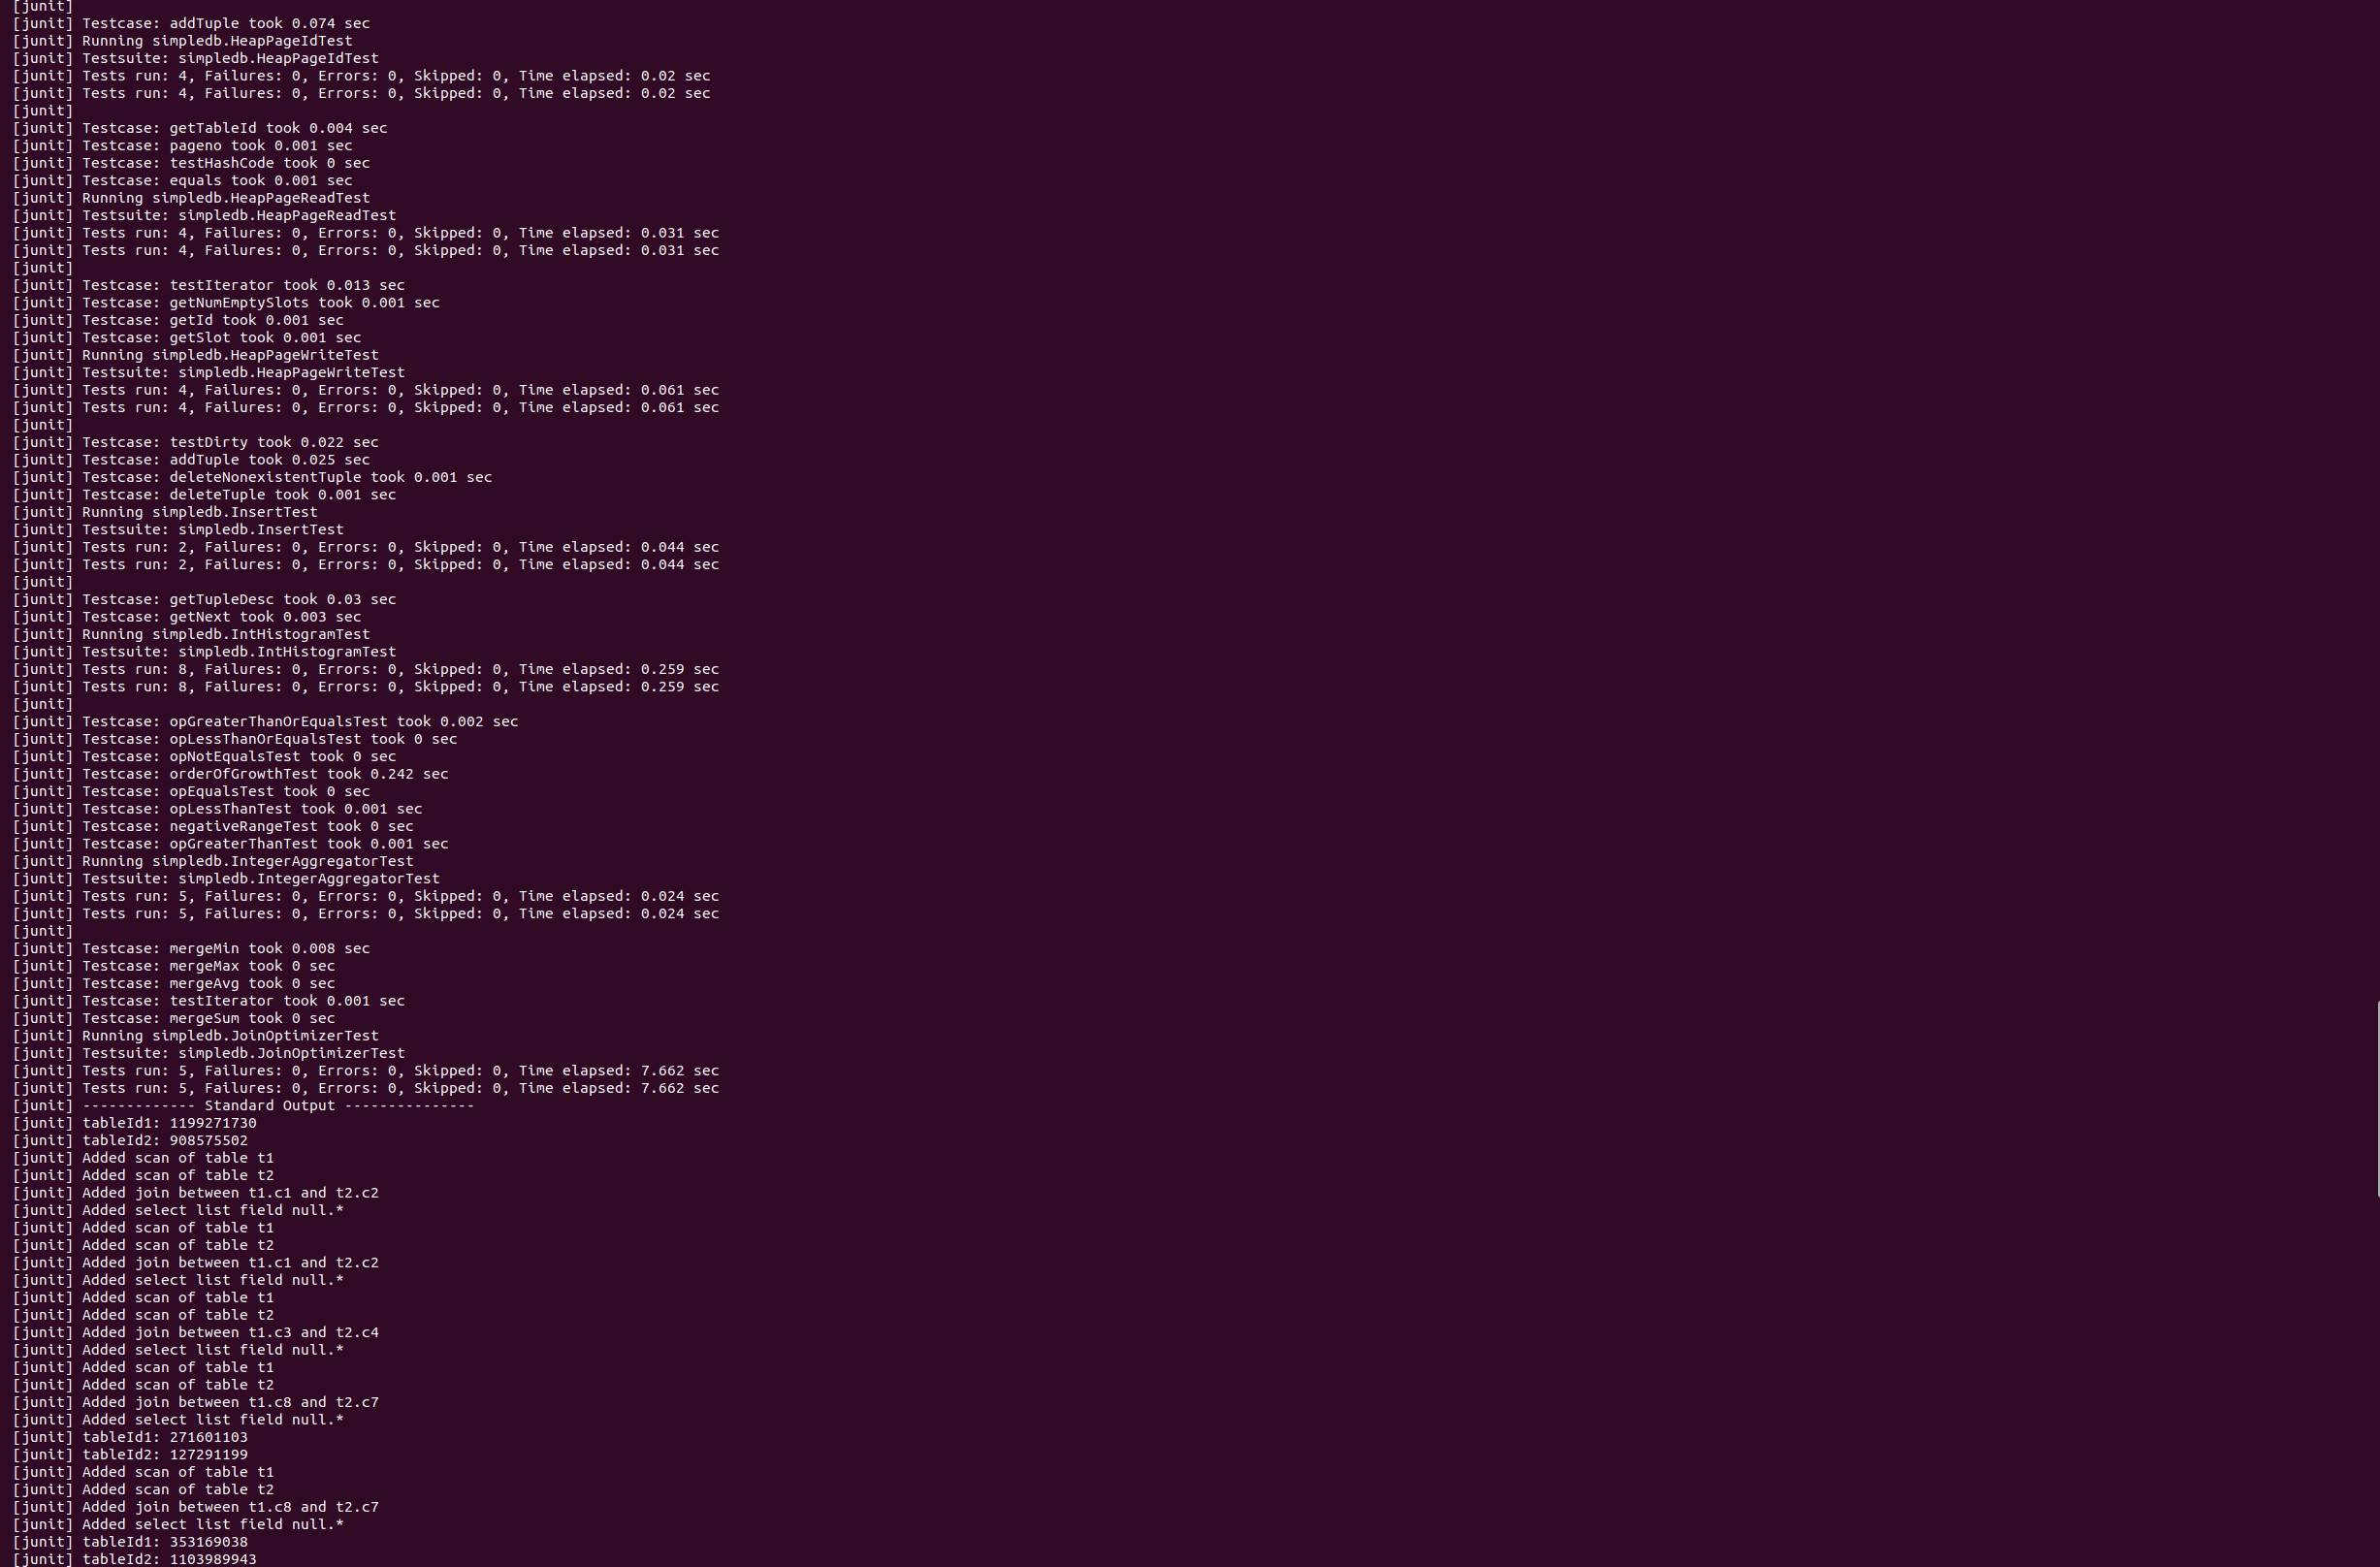 [junit]
[junit] Testcase: addTuple took 0.074 sec
[junit] Running simpledb.HeapPageIdTest
[junit] Testsuite: simpledb.HeapPageIdTest
[junit] Tests run: 4, Failures: 0, Errors: 0, Skipped: 0, Time elapsed: 0.02 sec
[junit] Tests run: 4, Failures: 0, Errors: 0, Skipped: 0, Time elapsed: 0.02 sec
[junit]
[junit] Testcase: getTableId took 0.004 sec
[junit] Testcase: pageno took 0.001 sec
[junit] Testcase: testHashCode took 0 sec
[junit] Testcase: equals took 0.001 sec
[junit] Running simpledb.HeapPageReadTest
[junit] Testsuite: simpledb.HeapPageReadTest
[junit] Tests run: 4, Failures: 0, Errors: 0, Skipped: 0, Time elapsed: 0.031 sec
[junit] Tests run: 4, Failures: 0, Errors: 0, Skipped: 0, Time elapsed: 0.031 sec
[junit]
[junit] Testcase: testIterator took 0.013 sec
[junit] Testcase: getNumEmptySlots took 0.001 sec
[junit] Testcase: getId took 0.001 sec
[junit] Testcase: getSlot took 0.001 sec
[junit] Running simpledb.HeapPageWriteTest
[junit] Testsuite: simpledb.HeapPageWriteTest
[junit] Tests run: 4, Failures: 0, Errors: 0, Skipped: 0, Time elapsed: 0.061 sec
[junit] Tests run: 4, Failures: 0, Errors: 0, Skipped: 0, Time elapsed: 0.061 sec
[junit]
[junit] Testcase: testDirty took 0.022 sec
[junit] Testcase: addTuple took 0.025 sec
[junit] Testcase: deleteNonexistentTuple took 0.001 sec
[junit] Testcase: deleteTuple took 0.001 sec
[junit] Running simpledb.InsertTest
[junit] Testsuite: simpledb.InsertTest
[junit] Tests run: 2, Failures: 0, Errors: 0, Skipped: 0, Time elapsed: 0.044 sec
[junit] Tests run: 2, Failures: 0, Errors: 0, Skipped: 0, Time elapsed: 0.044 sec
[junit]
[junit] Testcase: getTupleDesc took 0.03 sec
[junit] Testcase: getNext took 0.003 sec
[junit] Running simpledb.IntHistogramTest
[junit] Testsuite: simpledb.IntHistogramTest
[junit] Tests run: 8, Failures: 0, Errors: 0, Skipped: 0, Time elapsed: 0.259 sec
[junit] Tests run: 8, Failures: 0, Errors: 0, Skipped: 0, Time elapsed: 0.259 sec
[junit]
[junit] Testcase: opGreaterThanOrEqualsTest took 0.002 sec
[junit] Testcase: opLessThanOrEqualsTest took 0 sec
[junit] Testcase: opNotEqualsTest took 0 sec
[junit] Testcase: orderOfGrowthTest took 0.242 sec
[junit] Testcase: opEqualsTest took 0 sec
[junit] Testcase: opLessThanTest took 0.001 sec
[junit] Testcase: negativeRangeTest took 0 sec
[junit] Testcase: opGreaterThanTest took 0.001 sec
[junit] Running simpledb.IntegerAggregatorTest
[junit] Testsuite: simpledb.IntegerAggregatorTest
[junit] Tests run: 5, Failures: 0, Errors: 0, Skipped: 0, Time elapsed: 0.024 sec
[junit] Tests run: 5, Failures: 0, Errors: 0, Skipped: 0, Time elapsed: 0.024 sec
[junit]
[junit] Testcase: mergeMin took 0.008 sec
[junit] Testcase: mergeMax took 0 sec
[junit] Testcase: mergeAvg took 0 sec
[junit] Testcase: testIterator took 0.001 sec
[junit] Testcase: mergeSum took 0 sec
[junit] Running simpledb.JoinOptimizerTest
[junit] Testsuite: simpledb.JoinOptimizerTest
[junit] Tests run: 5, Failures: 0, Errors: 0, Skipped: 0, Time elapsed: 7.662 sec
[junit] Tests run: 5, Failures: 0, Errors: 0, Skipped: 0, Time elapsed: 7.662 sec
[junit] ------------- Standard Output ---------------
[junit] tableId1: 1199271730
[junit] tableId2: 908575502
[junit] Added scan of table t1
[junit] Added scan of table t2
[junit] Added join between t1.c1 and t2.c2
[junit] Added select list field null.*
[junit] Added scan of table t1
[junit] Added scan of table t2
[junit] Added join between t1.c1 and t2.c2
[junit] Added select list field null.*
[junit] Added scan of table t1
[junit] Added scan of table t2
[junit] Added join between t1.c3 and t2.c4
[junit] Added select list field null.*
[junit] Added scan of table t1
[junit] Added scan of table t2
[junit] Added join between t1.c8 and t2.c7
[junit] Added select list field null.*
[junit] tableId1: 271601103
[junit] tableId2: 127291199
[junit] Added scan of table t1
[junit] Added scan of table t2
[junit] Added join between t1.c8 and t2.c7
[junit] Added select list field null.*
[junit] tableId1: 353169038
[junit] tableId2: 1103989943